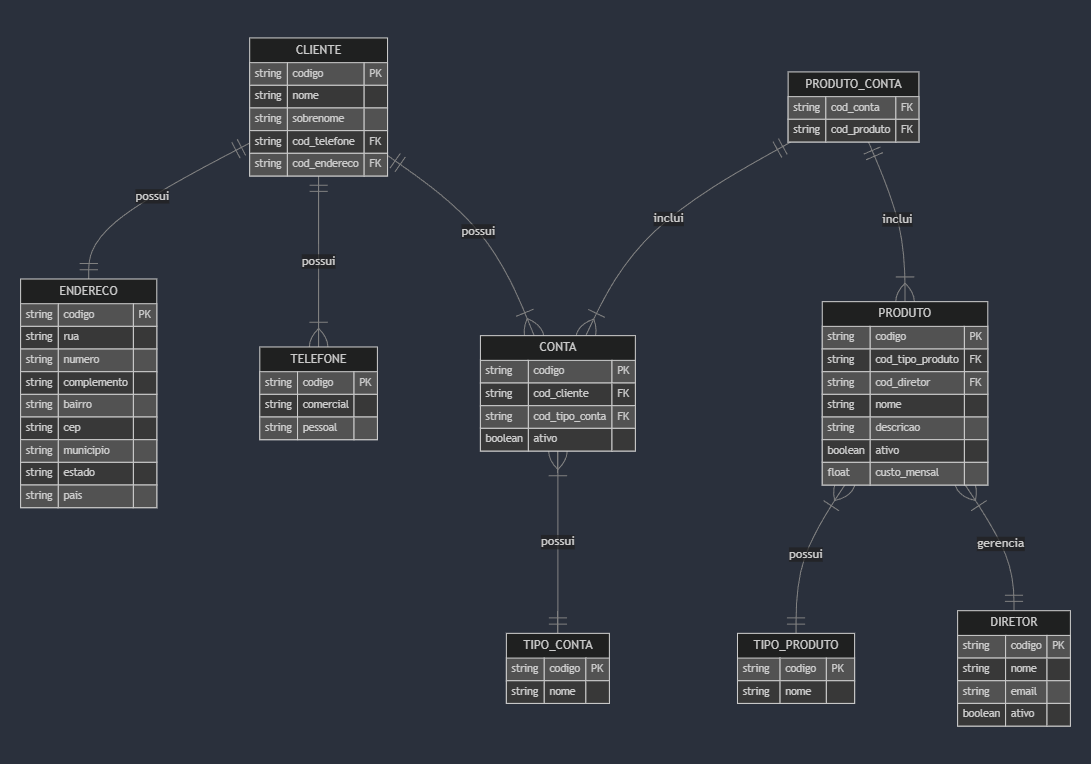 CLIENTE
string codigo PK
string nome
string sobrenome
string cod_telefone FK
string cod_endereco FK
PRODUTO_CONTA
string cod_conta FK
string cod_produto FK
possui
possui
possui
inclui
inclui
ENDERECO
string codigo PK
string rua
string numero
string complemento
string bairro
string cep
string municipio
string estado
string pais
TELEFONE
string codigo PK
string comercial
string pessoal
CONTA
string codigo PK
string cod_cliente FK
string cod_tipo_conta FK
boolean ativo
PRODUTO
string codigo PK
string cod_tipo_produto FK
string cod_diretor FK
string nome
string descricao
boolean ativo
float custo_mensal
possui
possui
gerencia
TIPO_CONTA
string codigo PK
string nome
TIPO_PRODUTO
string codigo PK
string nome
DIRETOR
string codigo PK
string nome
string email
boolean ativo